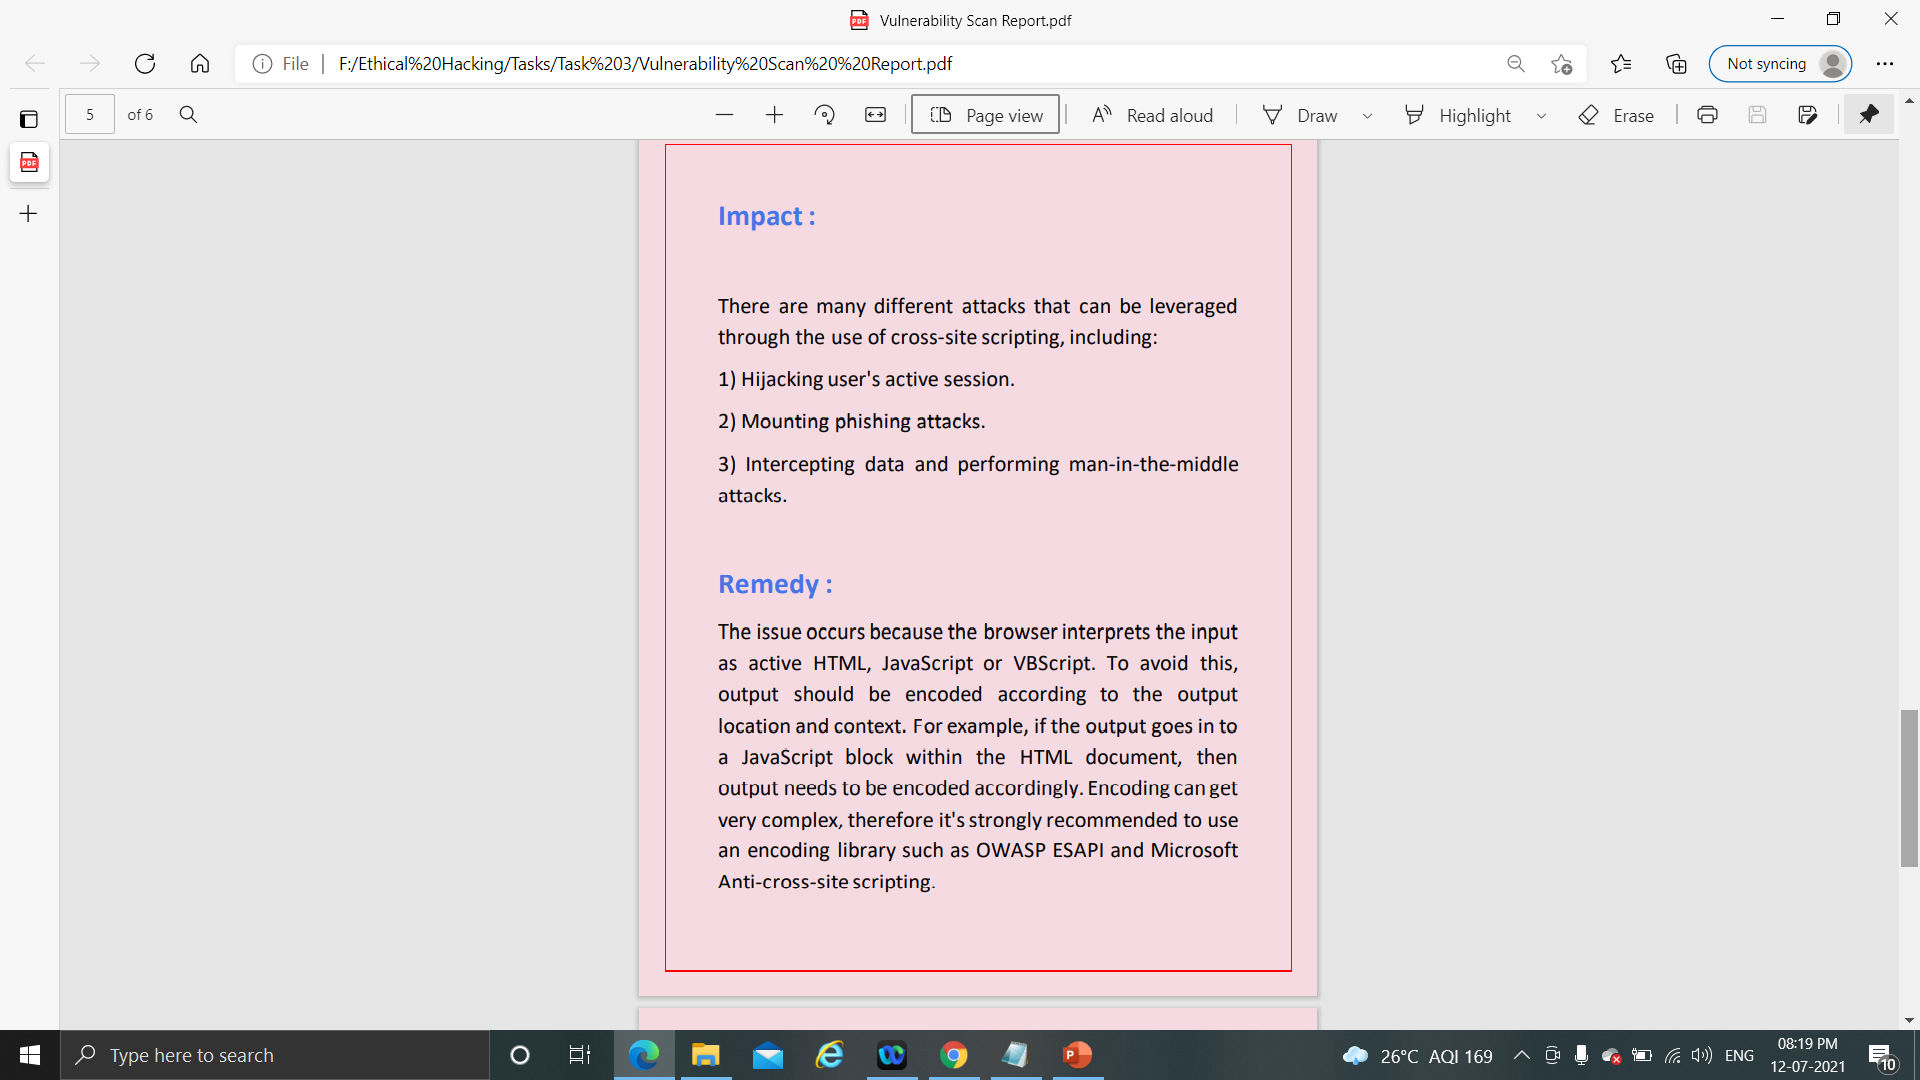 Vulnerability Scan Report.pdf
File F:/Ethical%20Hacking/Tasks/Task%203/Vulnerability%20Scan%20%20Report.pdf Not syncing
5 of 6 Page view Read aloud Draw Highlight Erase
Impact :
There are many different attacks that can be leveraged
through the use of cross-site scripting, including:
1) Hijacking user's active session.
2) Mounting phishing attacks.
3) Intercepting data and performing man-in-the-middle
attacks.
Remedy :
The issue occurs because the browser interprets the input
as active HTML, JavaScript or VBScript. To avoid this,
output should be encoded according to the output
location and context. For example, if the output goes in to
a JavaScript block within the HTML document, then
output needs to be encoded accordingly. Encoding can get
very complex, therefore it's strongly recommended to use
an encoding library such as OWASP ESAPI and Microsoft
Anti-cross-site scripting.
Type here to search 26°C AQI 169 ENG 08:19 PM
12-07-2021 10